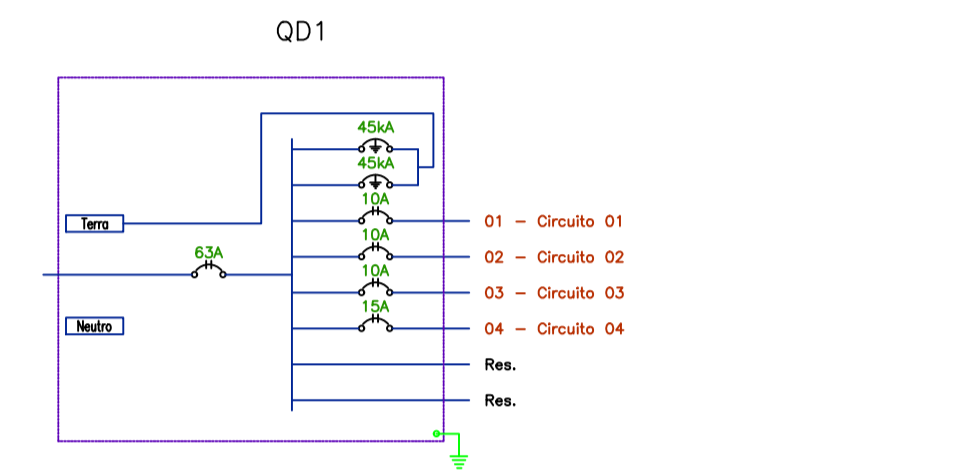 QD1
45kA
45kA
10A
Terra
01 - Circuito 01
10A
63A
02 - Circuito 02
10A
03 - Circuito 03
15A
Neutro
04 - Circuito 04
Res.
Res.